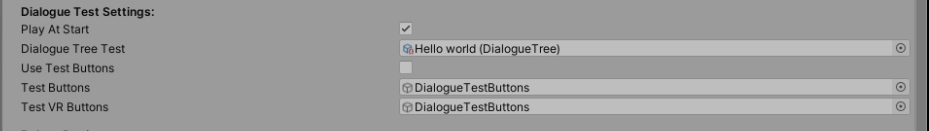 Dialogue Test Settings:
Play At Start
Dialogue Tree Test Hello world (DialogueTree)
Use Test Buttons
Test Buttons DialogueTestButtons
Test VR Buttons DialogueTestButtons